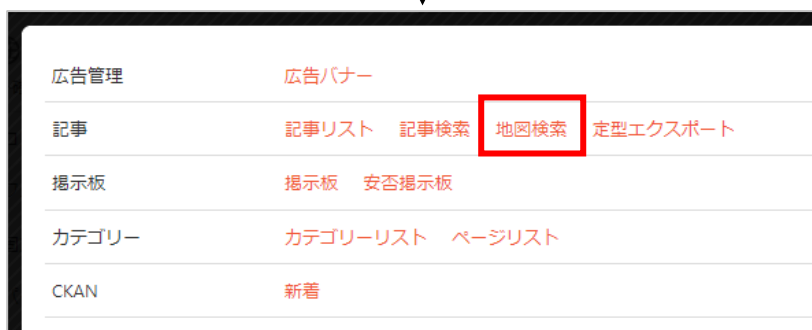 広告管理 広告バナー
記事 記事リスト 記事検索 地図検索 定型エクスポート
掲示板 掲示板 安否掲示板
カテゴリー カテゴリーリスト ページリスト
CKAN 新着